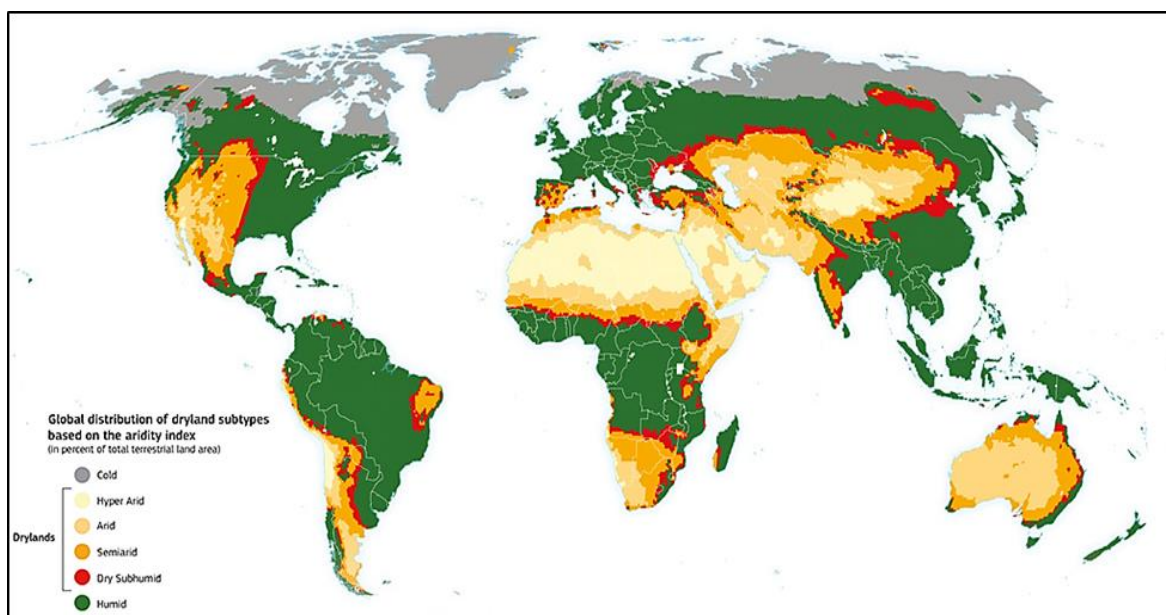 Global distribution of dryland subtypes
based on the aridity index
(in percent of total terrestrial land area)
Cold
Hyper Arid
Arid
Drylands
Semiarid
Dry Subhumid
Humid